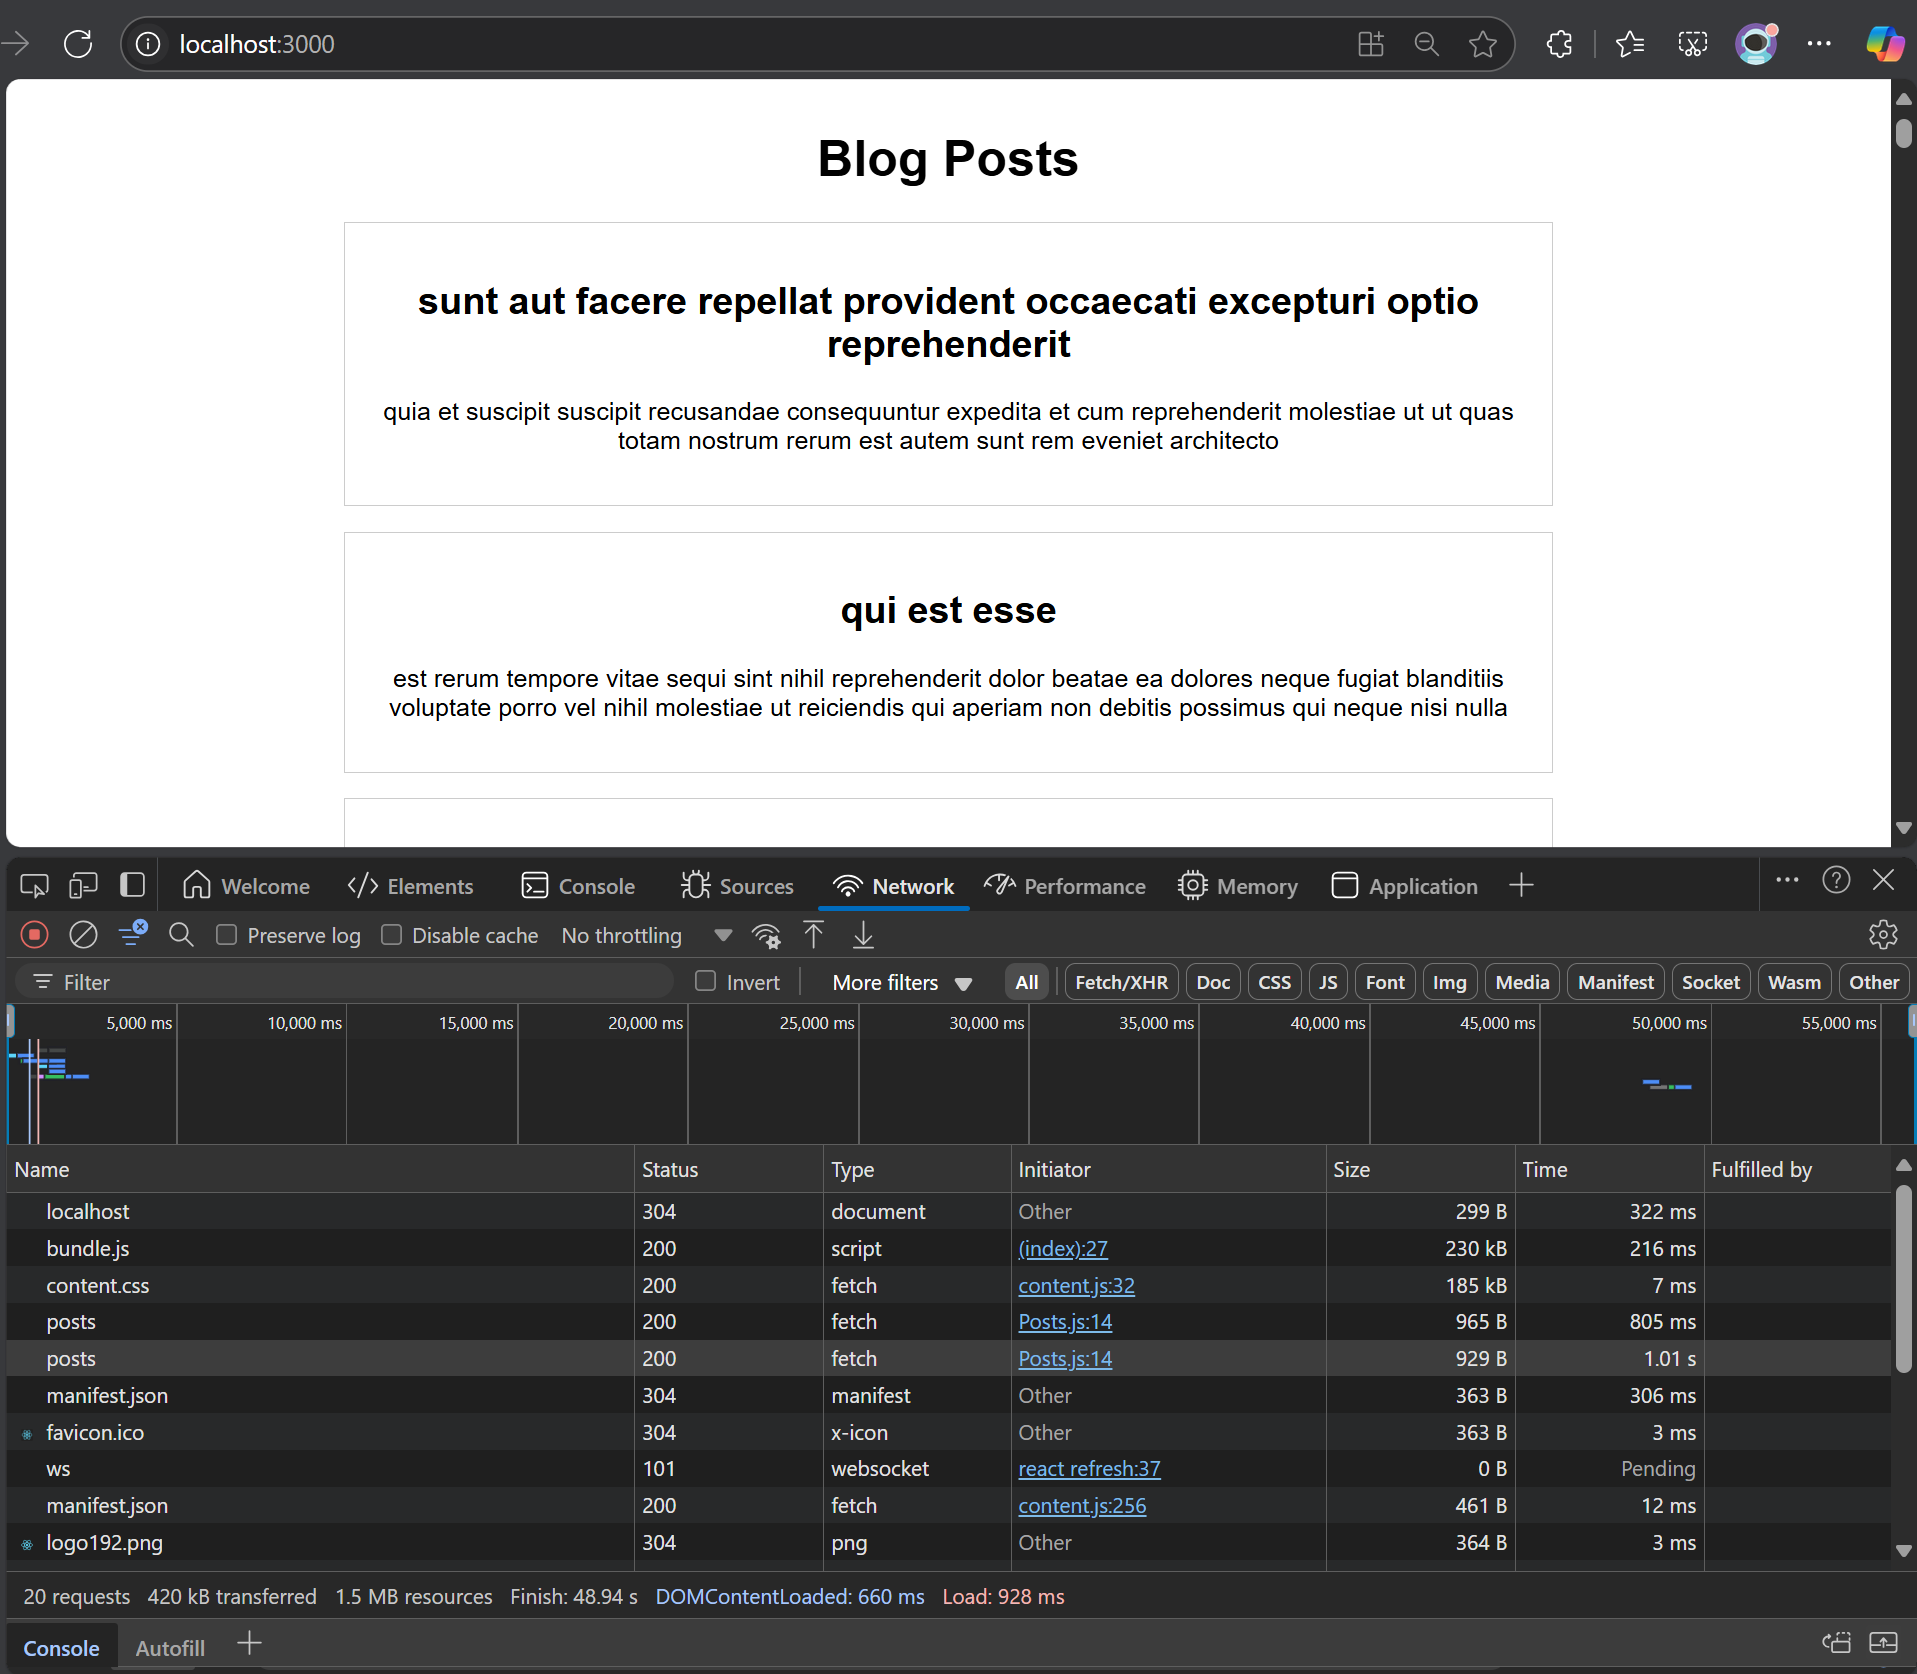 localhost:3000
Blog Posts
sunt aut facere repellat provident occaecati excepturi optio
reprehenderit
quia et suscipit suscipit recusandae consequuntur expedita et cum reprehenderit molestiae ut ut quas
totam nostrum rerum est autem sunt rem eveniet architecto
qui est esse
est rerum tempore vitae sequi sint nihil reprehenderit dolor beatae ea dolores neque fugiat blanditiis
voluptate porro vel nihil molestiae ut reiciendis qui aperiam non debitis possimus qui neque nisi nulla
Welcome Elements Console Sources Network Performance Memory Application
Preserve log Disable cache No throttling
Filter Invert More filters All Fetch/XHR Doc CSS JS Font Img Media Manifest Socket Wasm Other
5,000 ms 10,000 ms 15,000 ms 20,000 ms 25,000 ms 30,000 ms 35,000 ms 40,000 ms 45,000 ms 50,000 ms 55,000 ms
Name Status Type Initiator Size Time Fulfilled by
localhost 304 document Other 299 B 322 ms
bundle.js 200 script (index):27 230 kB 216 ms
content.css 200 fetch content.js:32 185 kB 7 ms
posts 200 fetch Posts.js:14 965 B 805 ms
posts 200 fetch Posts.js:14 929 B 1.01 s
manifest.json 304 manifest Other 363 B 306 ms
favicon.ico 304 x-icon Other 363 B 3 ms
ws 101 websocket react refresh:37 0 B Pending
manifest.json 200 fetch content.js:256 461 B 12 ms
logo192.png 304 png Other 364 B 3 ms
20 requests 420 kB transferred 1.5 MB resources Finish: 48.94 s DOMContentLoaded: 660 ms Load: 928 ms
Console Autofill